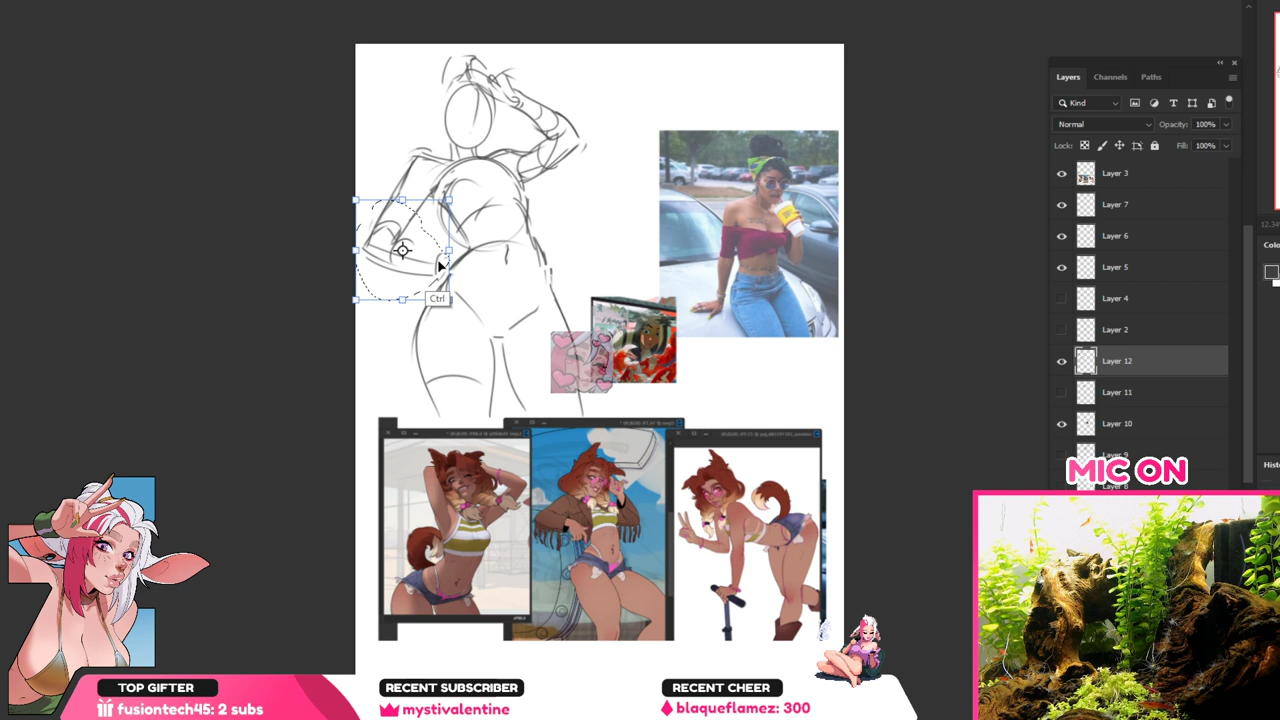 Layers Channels Paths
Kind
Normal Opacity: 100%
Lock: Fill: 100%
Layer 3
Layer 7
Layer 6
Layer 5
Layer 4
Layer 2
Layer 12
Layer 11
Layer 10
Ctrl
Colo
Hist
MIC ON
TOP GIFTER
fusiontech45: 2 subs
RECENT SUBSCRIBER
mystivalentine
RECENT CHEER
blaqueflamez: 300